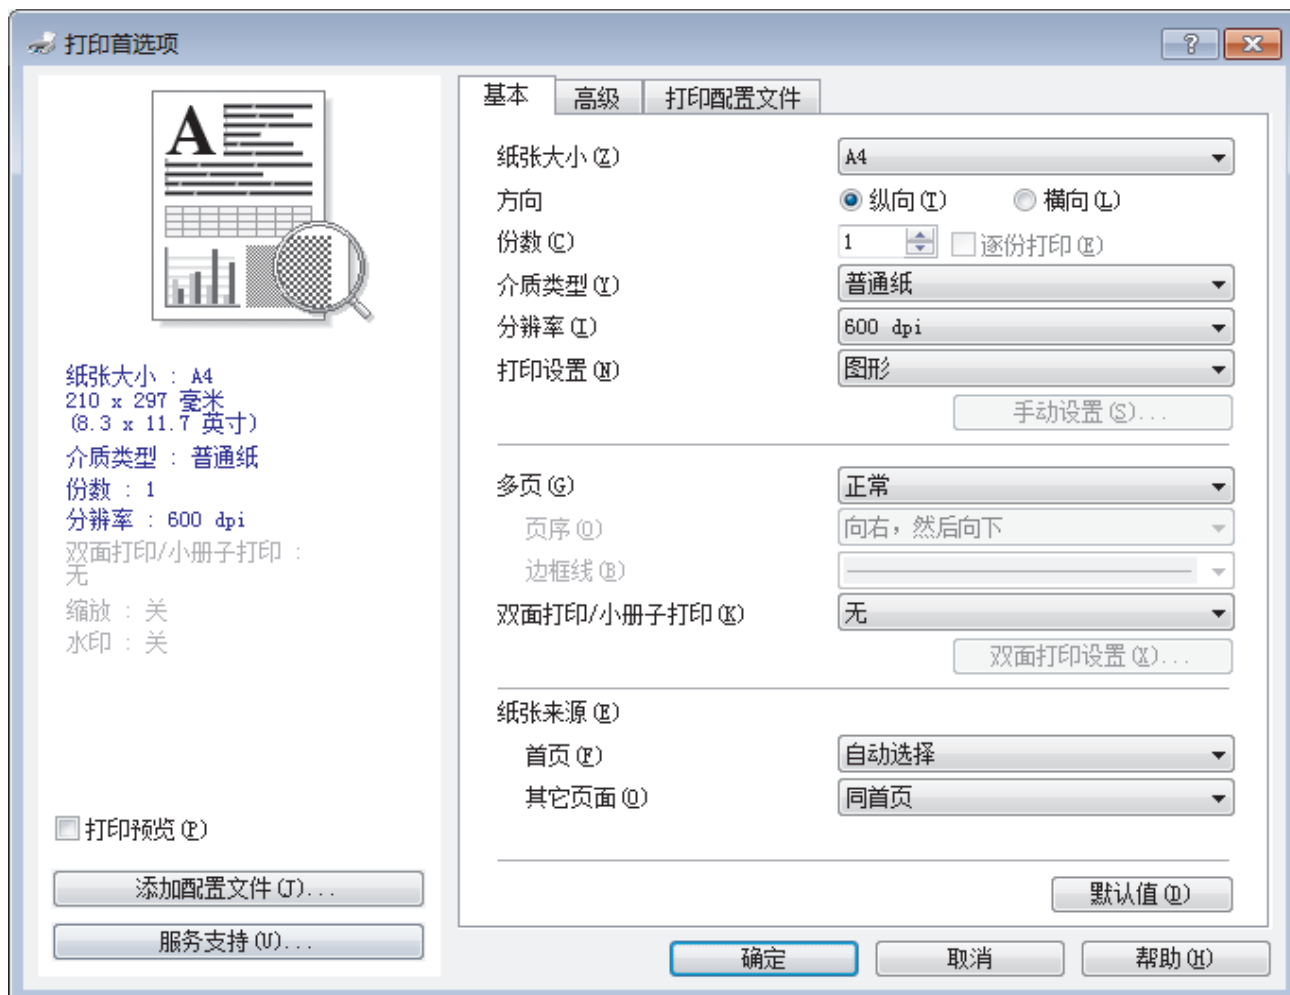 打印首选项
?
A
纸张大小 : A4
210 x 297 毫米
(8.3 x 11.7 英寸)
介质类型 : 普通纸
份数 : 1
分辨率 : 600 dpi
双面打印/小册子打印 :
无
缩放 : 关
水印 : 关
打印预览(P)
添加配置文件(J)...
服务支持(U)...
基本 高级 打印配置文件
纸张大小(Z) A4
方向 纵向(T) 横向(L)
份数(C) 1 逐份打印(E)
介质类型(Y) 普通纸
分辨率(I) 600 dpi
打印设置(N) 图形
手动设置(S)...
多页(G) 正常
页序(O) 向右，然后向下
边框线(B)
双面打印/小册子打印(K) 无
双面打印设置(X)...
纸张来源(E)
首页(F) 自动选择
其它页面(O) 同首页
默认值(D)
确定 取消 帮助(H)